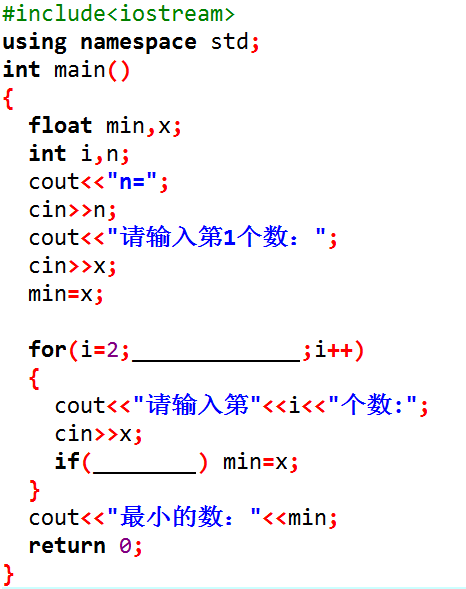 #include<iostream>
using namespace std;
int main()
{
  float min,x;
  int i,n;
  cout<<"n=";
  cin>>n;
  cout<<"请输入第1个数：";
  cin>>x;
  min=x;

  for(i=2;_____________;i++)
  {
    cout<<"请输入第"<<i<<"个数:";
    cin>>x;
    if(________) min=x;
  }
  cout<<"最小的数："<<min;
  return 0;
}